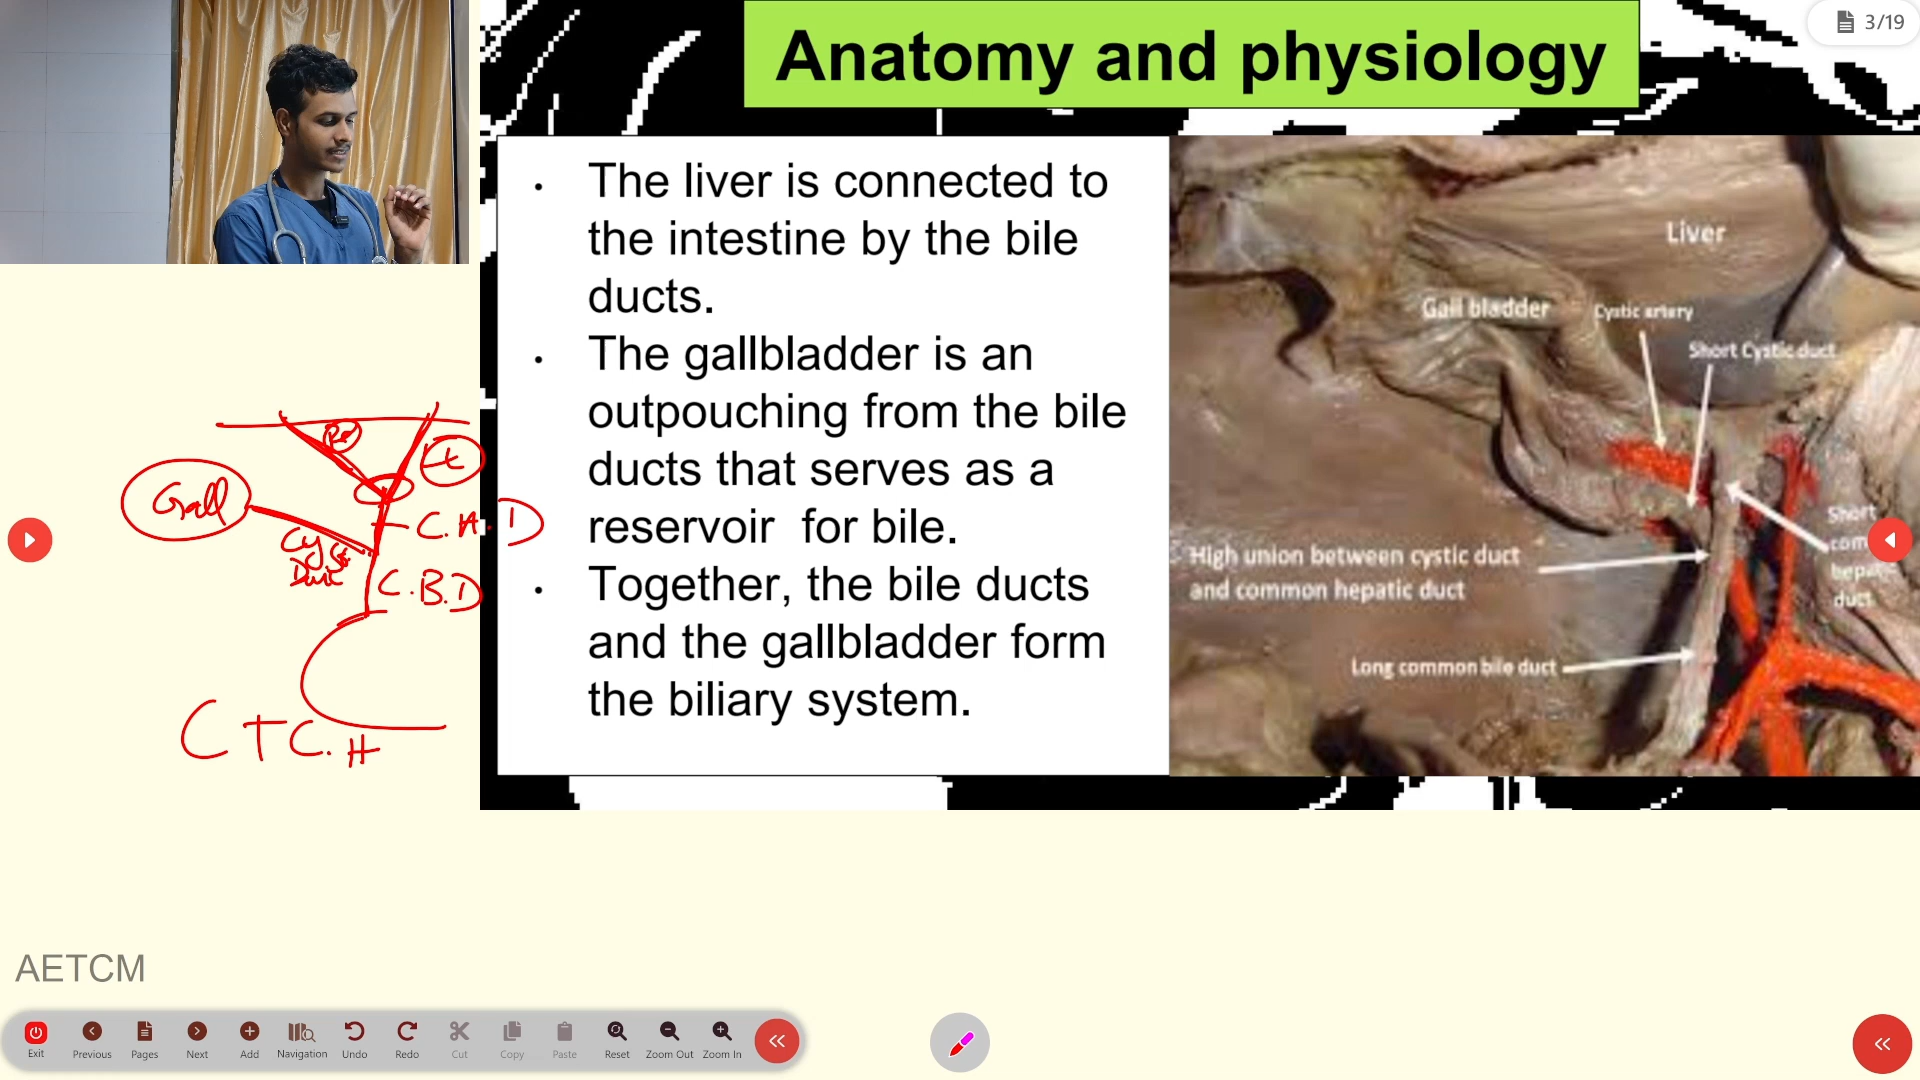 Anatomy and physiology
3/19
• The liver is connected to
the intestine by the bile
ducts.
• The gallbladder is an
outpouching from the bile
ducts that serves as a
reservoir for bile.
• Together, the bile ducts
and the gallbladder form
the biliary system.
Liver
Gall bladder
Cystic artery
Short Cystic duct
High union between cystic duct
and common hepatic duct
Long common bile duct
Short
com
hepa
duct
Lt
Gall
C.H.D
C.B.D
C T C.H
AETCM
Exit Previous Pages Next Add Navigation Undo Redo Cut Copy Paste Reset Zoom Out Zoom In